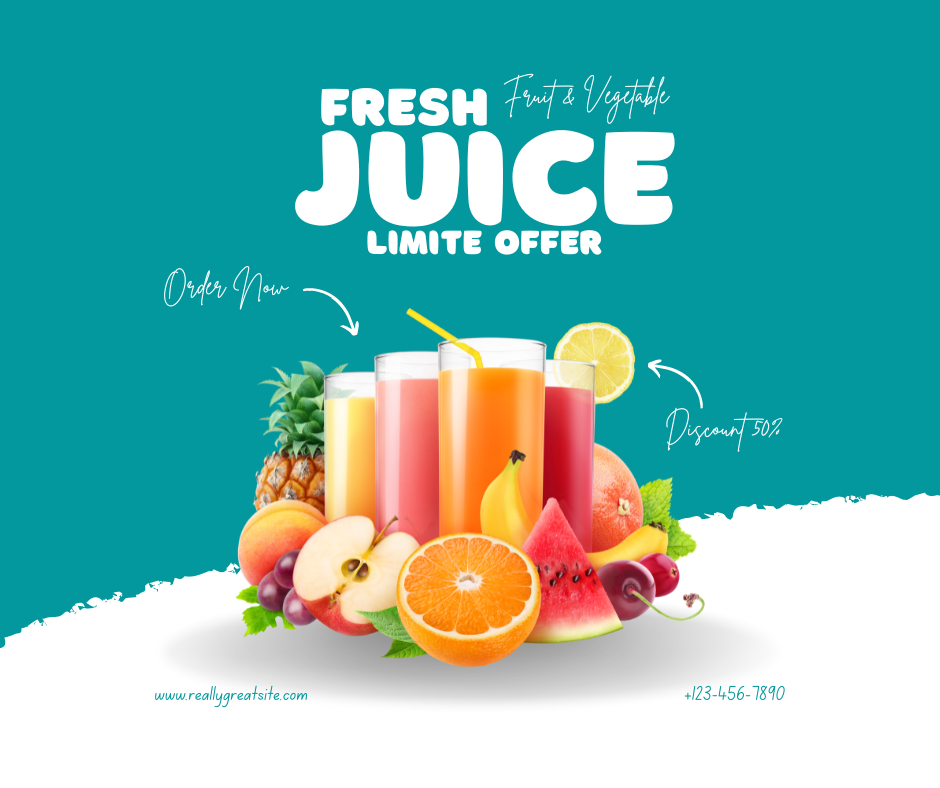 FRESH
Fruit & Vegetable
JUICE
LIMITE OFFER
Order Now
Discount 50%
www.reallygreatsite.com
+123-456-7890